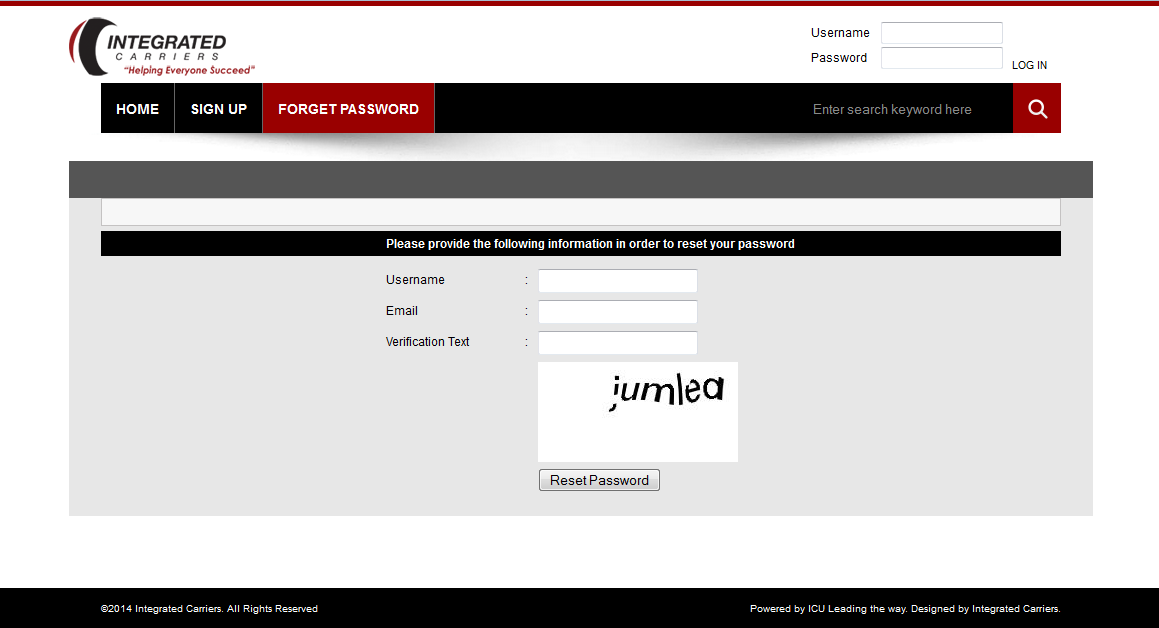 INTEGRATED
CARRIERS
"Helping Everyone Succeed"
Username
Password
LOG IN
HOME SIGN UP FORGET PASSWORD Enter search keyword here
Please provide the following information in order to reset your password
Username :
Email :
Verification Text :
jumlea
Reset Password
©2014 Integrated Carriers. All Rights Reserved
Powered by ICU Leading the way. Designed by Integrated Carriers.